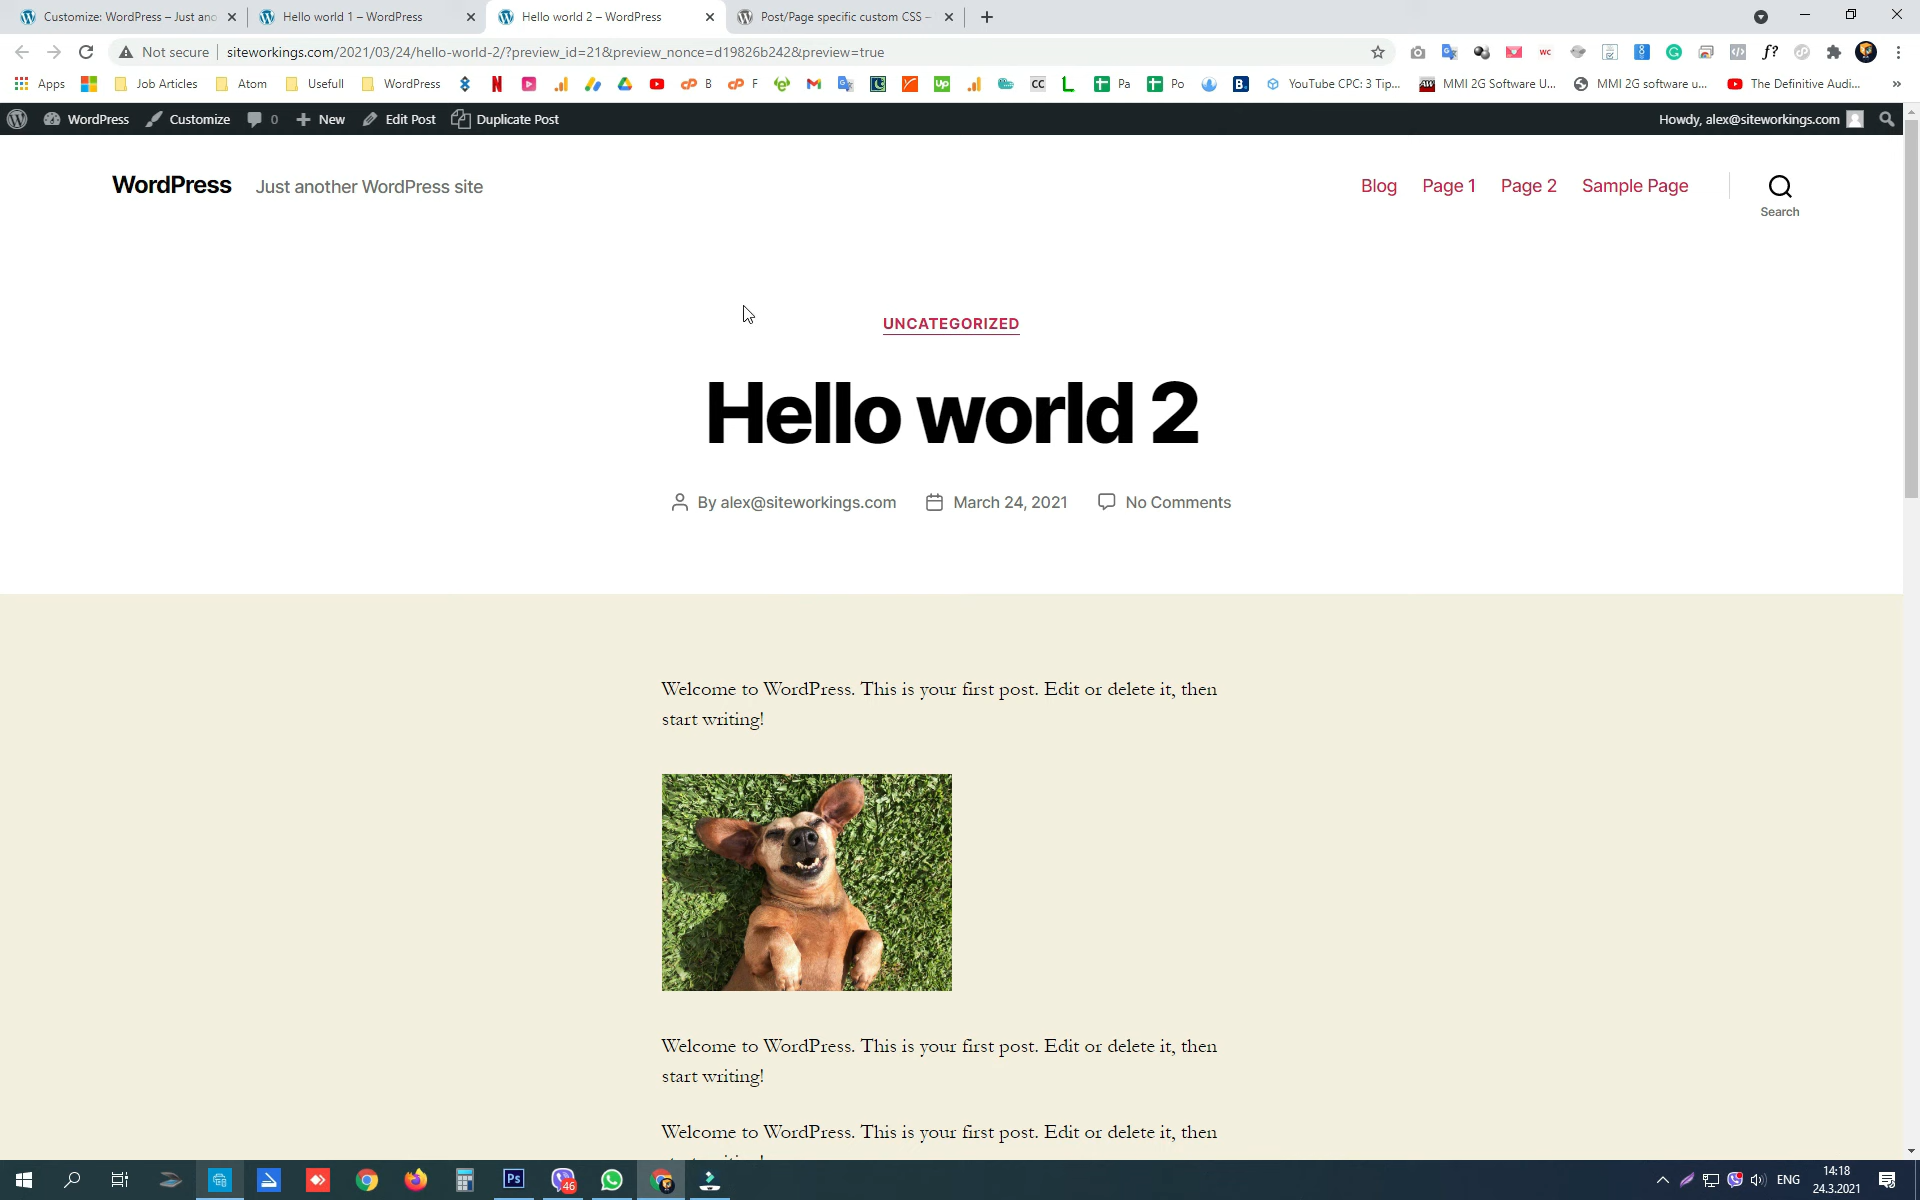 Customize: WordPress – Just ano
Hello world 1 – WordPress
Hello world 2 – WordPress
Post/Page specific custom CSS –
Not secure
siteworkings.com/2021/03/24/hello-world-2/?preview_id=21&preview_nonce=d19826b242&preview=true
Apps
Job Articles
Atom
Usefull
WordPress
B
F
Pa
Po
YouTube CPC: 3 Tip...
MMI 2G Software U...
MMI 2G software u...
The Definitive Audi...
WordPress
Customize
0
New
Edit Post
Duplicate Post
Howdy, alex@siteworkings.com
WordPress
Just another WordPress site
Blog
Page 1
Page 2
Sample Page
Search
UNCATEGORIZED
Hello world 2
By alex@siteworkings.com
March 24, 2021
No Comments
Welcome to WordPress. This is your first post. Edit or delete it, then
start writing!
Welcome to WordPress. This is your first post. Edit or delete it, then
start writing!
Welcome to WordPress. This is your first post. Edit or delete it, then
Ps
46
ENG
14:18
24.3.2021